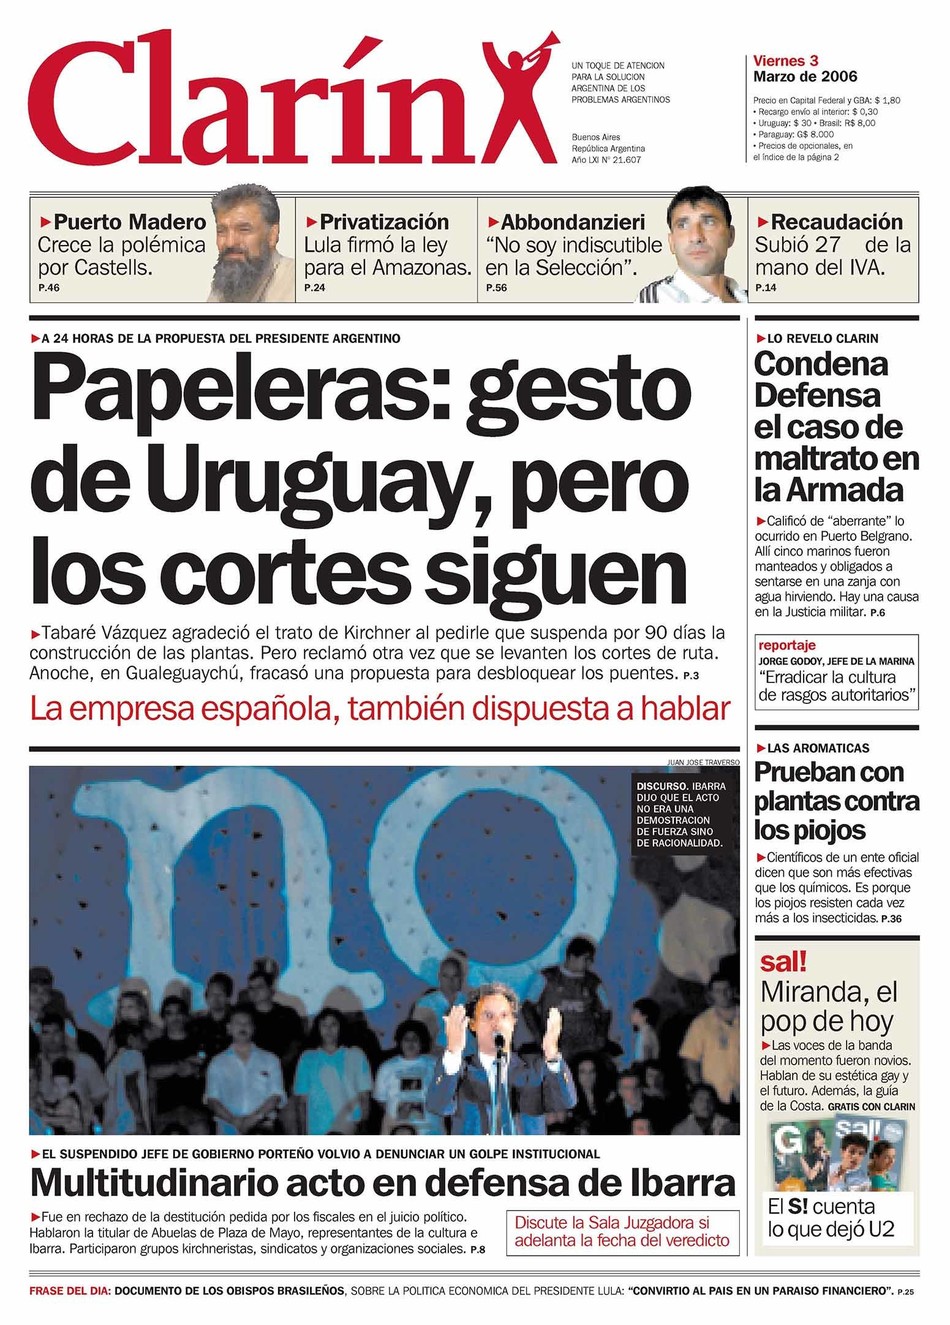 Clarín
UN TOQUE DE ATENCION
PARA LA SOLUCION
ARGENTINA DE LOS
PROBLEMAS ARGENTINOS
Buenos Aires
República Argentina
Año LXI Nº 21.607
Viernes 3
Marzo de 2006
Precio en Capital Federal y GBA: $ 1,80
• Recargo envío al interior: $ 0,30
• Uruguay: $ 30 • Brasil: R$ 8,00
• Paraguay: G$ 8.000
• Precios de opcionales, en
el índice de la página 2
►Puerto Madero
Crece la polémica
por Castells.
P.46
►Privatización
Lula firmó la ley
para el Amazonas.
P.24
►Abbondanzieri
“No soy indiscutible
en la Selección”.
P.56
►Recaudación
Subió 27 de la
mano del IVA.
P.14
►A 24 HORAS DE LA PROPUESTA DEL PRESIDENTE ARGENTINO
Papeleras: gesto
de Uruguay, pero
los cortes siguen
►Tabaré Vázquez agradeció el trato de Kirchner al pedirle que suspenda por 90 días la
construcción de las plantas. Pero reclamó otra vez que se levanten los cortes de ruta.
Anoche, en Gualeguaychú, fracasó una propuesta para desbloquear los puentes. P.3
La empresa española, también dispuesta a hablar
JUAN JOSE TRAVERSO
no
DISCURSO. IBARRA
DIJO QUE EL ACTO
NO ERA UNA
DEMOSTRACION
DE FUERZA SINO
DE RACIONALIDAD.
►EL SUSPENDIDO JEFE DE GOBIERNO PORTEÑO VOLVIO A DENUNCIAR UN GOLPE INSTITUCIONAL
Multitudinario acto en defensa de Ibarra
►Fue en rechazo de la destitución pedida por los fiscales en el juicio político.
Hablaron la titular de Abuelas de Plaza de Mayo, representantes de la cultura e
Ibarra. Participaron grupos kirchneristas, sindicatos y organizaciones sociales. P.8
Discute la Sala Juzgadora si
adelanta la fecha del veredicto
►LO REVELO CLARIN
Condena
Defensa
el caso de
maltrato en
la Armada
►Calificó de “aberrante” lo
ocurrido en Puerto Belgrano.
Allí cinco marinos fueron
manteados y obligados a
sentarse en una zanja con
agua hirviendo. Hay una causa
en la Justicia militar. P.6
reportaje
JORGE GODOY, JEFE DE LA MARINA
“Erradicar la cultura
de rasgos autoritarios”
►LAS AROMATICAS
Prueban con
plantas contra
los piojos
►Científicos de un ente oficial
dicen que son más efectivas
que los químicos. Es porque
los piojos resisten cada vez
más a los insecticidas. P.36
sal!
Miranda, el
pop de hoy
►Las voces de la banda
del momento fueron novios.
Hablan de su estética gay y
el futuro. Además, la guía
de la Costa. GRATIS CON CLARIN
G
sal!
El S! cuenta
lo que dejó U2
FRASE DEL DIA: DOCUMENTO DE LOS OBISPOS BRASILEÑOS, SOBRE LA POLITICA ECONOMICA DEL PRESIDENTE LULA: “CONVIRTIO AL PAIS EN UN PARAISO FINANCIERO”. P.25